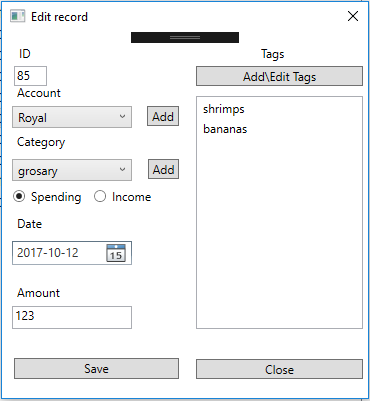 Edit record
ID
Tags
85
Add\Edit Tags
Account
Royal
Add
shrimps
bananas
Category
grosary
Add
Spending
Income
Date
2017-10-12
15
Amount
123
Save
Close